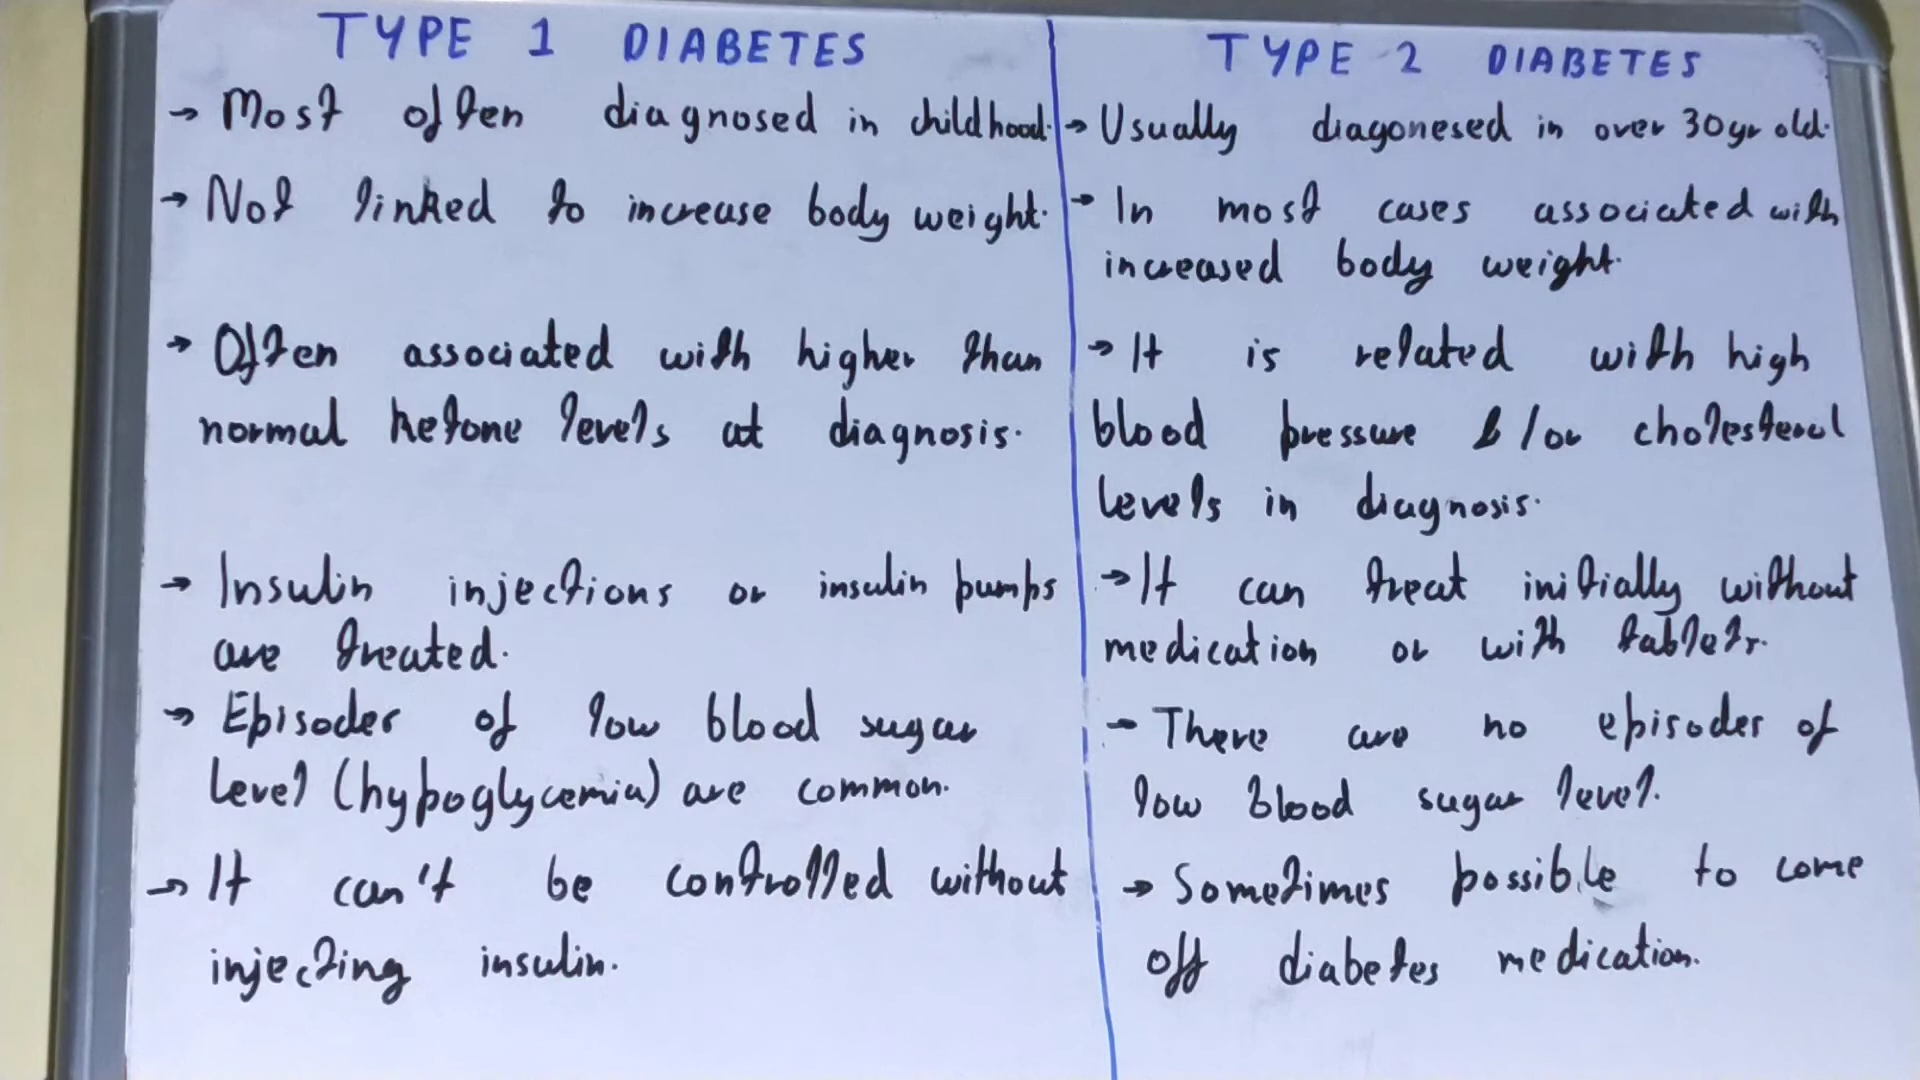 TYPE 1 DIABETES
→ Most often diagnosed in childhood.
→ Not linked to increase body weight.
→ Often associated with higher than
normal ketone levels at diagnosis.
→ Insulin injections or insulin pumps
are treated.
→ Episodes of low blood sugar
level (hypoglycemia) are common.
→ It can't be controlled without
injecting insulin.
TYPE 2 DIABETES
→ Usually diagonesed in over 30yr old.
→ In most cases associated with
increased body weight.
→ It is related with high
blood pressure & /or cholesterol
levels in diagnosis.
→ It can treat initially without
medication or with tablets.
→ There are no episodes of
low blood sugar level.
→ Sometimes possible to come
off diabetes medication.